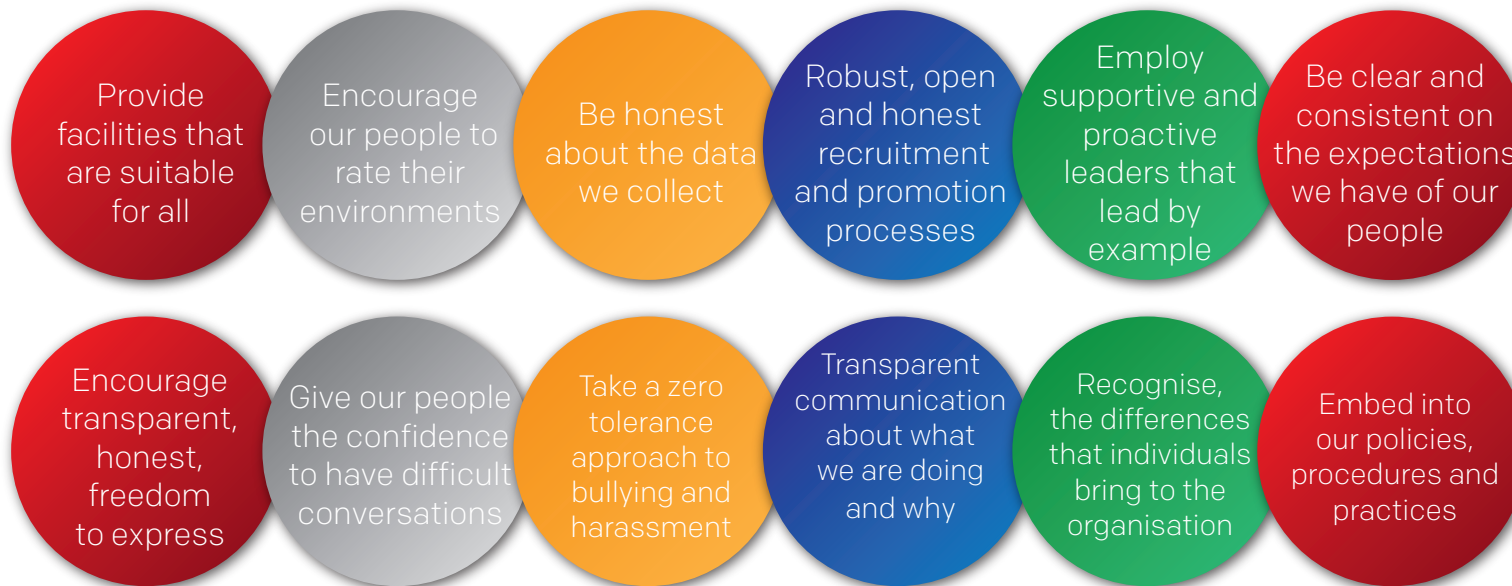 Provide
facilities that
are suitable
for all
Encourage
our people to
rate their
environments
Be honest
about the data
we collect
Robust, open
and honest
recruitment
and promotion
processes
Employ
supportive and
proactive
leaders that
lead by
example
Be clear and
consistent on
the expectations
we have of our
people
Encourage
transparent,
honest,
freedom
to express
Give our people
the confidence
to have difficult
conversations
Take a zero
tolerance
approach to
bullying and
harassment
Transparent
communication
about what
we are doing
and why
Recognise,
the differences
that individuals
bring to the
organisation
Embed into
our policies,
procedures and
practices